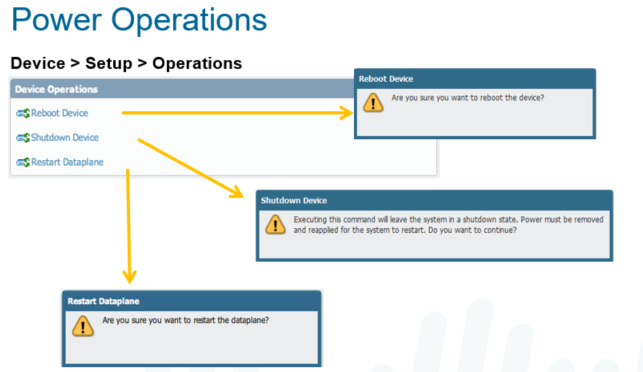 Power Operations
Device > Setup > Operations
Device Operations
Reboot Device
Shutdown Device
Restart Dataplane
Reboot Device
Are you sure you want to reboot the device?
Shutdown Device
Executing this command will leave the system in a shutdown state. Power must be removed
and reapplied for the system to restart. Do you want to continue?
Restart Dataplane
Are you sure you want to restart the dataplane?